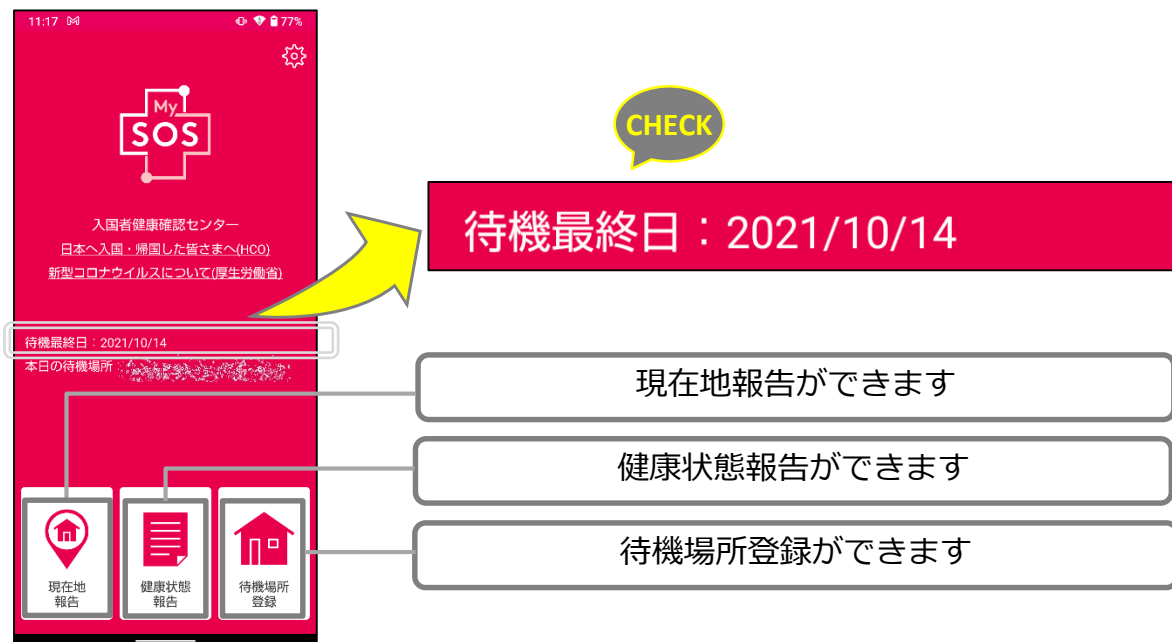 11:17
77%
My
SOS
入国者健康確認センター
日本へ入国・帰国した皆さまへ(HCO)
新型コロナウイルスについて(厚生労働省)
待機最終日：2021/10/14
本日の待機場所
現在地
報告
健康状態
報告
待機場所
登録
CHECK
待機最終日：2021/10/14
現在地報告ができます
健康状態報告ができます
待機場所登録ができます